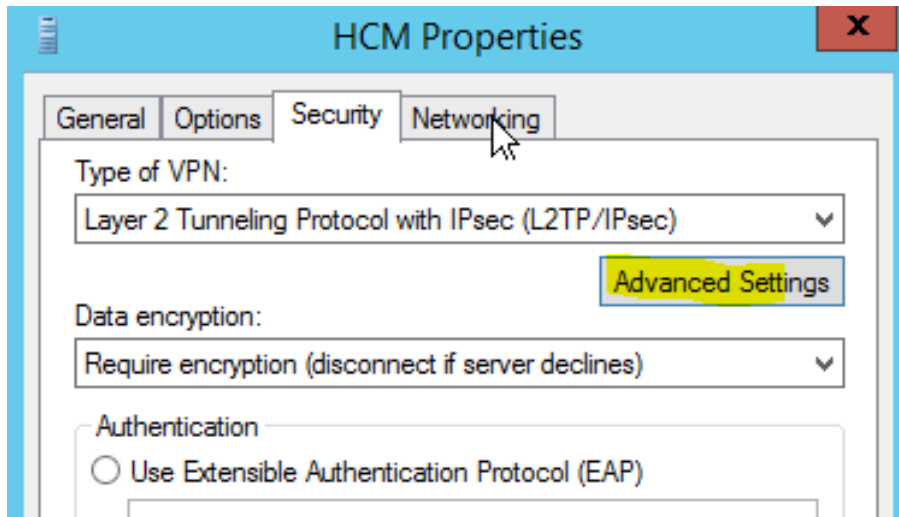 HCM Properties
X
General Options Security Networking
Type of VPN:
Layer 2 Tunneling Protocol with IPsec (L2TP/IPsec)
Advanced Settings
Data encryption:
Require encryption (disconnect if server declines)
Authentication
Use Extensible Authentication Protocol (EAP)